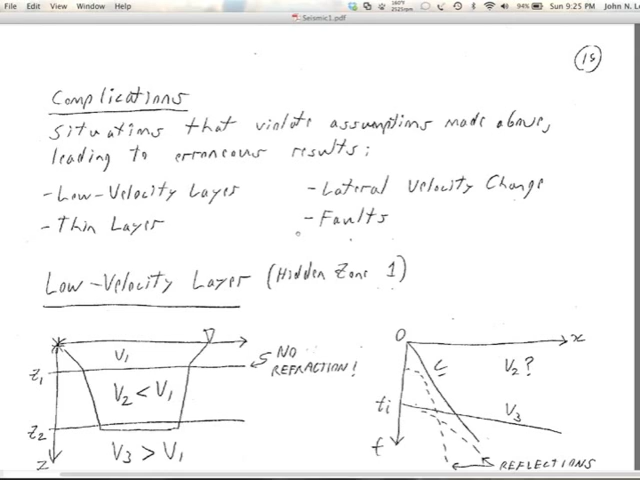 File Edit View Window Help
94% Sun 9:25 PM John N. Lo
Seismic1.pdf
15
Complications
Situations that violate assumptions made above,
leading to erroneous results:
-Low-Velocity Layer
-Lateral Velocity Change
-Thin Layer
-Faults
Low-Velocity Layer (Hidden Zone 1)
V1
NO
REFRACTION!
z1
V2 < V1
z2
V3 > V1
z
0
x
V2?
ti
V3
t
REFLECTIONS